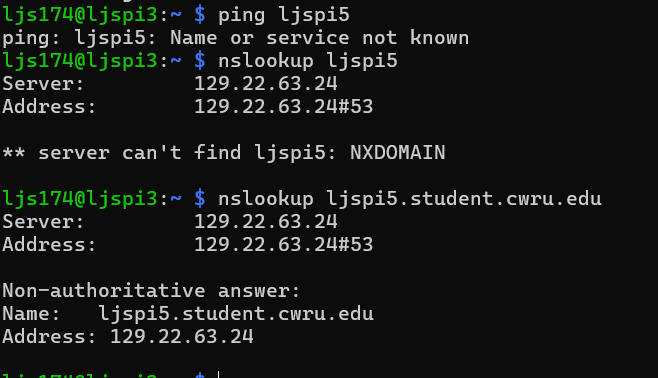 ljs174@ljspi3:~ $ ping ljspi5
ping: ljspi5: Name or service not known
ljs174@ljspi3:~ $ nslookup ljspi5
Server:         129.22.63.24
Address:        129.22.63.24#53

** server can't find ljspi5: NXDOMAIN

ljs174@ljspi3:~ $ nslookup ljspi5.student.cwru.edu
Server:         129.22.63.24
Address:        129.22.63.24#53

Non-authoritative answer:
Name:   ljspi5.student.cwru.edu
Address: 129.22.63.24

ljs174@ljspi3:~ $